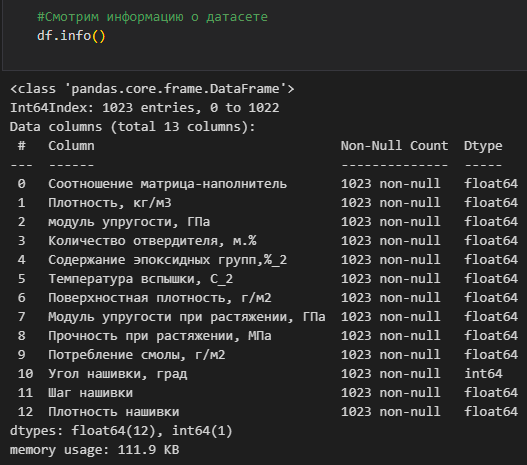 #Смотрим информацию о датасете
df.info()
<class 'pandas.core.frame.DataFrame'>
Int64Index: 1023 entries, 0 to 1022
Data columns (total 13 columns):
 #   Column                                Non-Null Count  Dtype
---  ------                                --------------  -----
 0   Соотношение матрица-наполнитель       1023 non-null   float64
 1   Плотность, кг/м3                      1023 non-null   float64
 2   модуль упругости, ГПа                 1023 non-null   float64
 3   Количество отвердителя, м.%           1023 non-null   float64
 4   Содержание эпоксидных групп,%_2       1023 non-null   float64
 5   Температура вспышки, С_2              1023 non-null   float64
 6   Поверхностная плотность, г/м2         1023 non-null   float64
 7   Модуль упругости при растяжении, ГПа  1023 non-null   float64
 8   Прочность при растяжении, МПа         1023 non-null   float64
 9   Потребление смолы, г/м2               1023 non-null   float64
 10  Угол нашивки, град                    1023 non-null   int64
 11  Шаг нашивки                           1023 non-null   float64
 12  Плотность нашивки                     1023 non-null   float64
dtypes: float64(12), int64(1)
memory usage: 111.9 KB